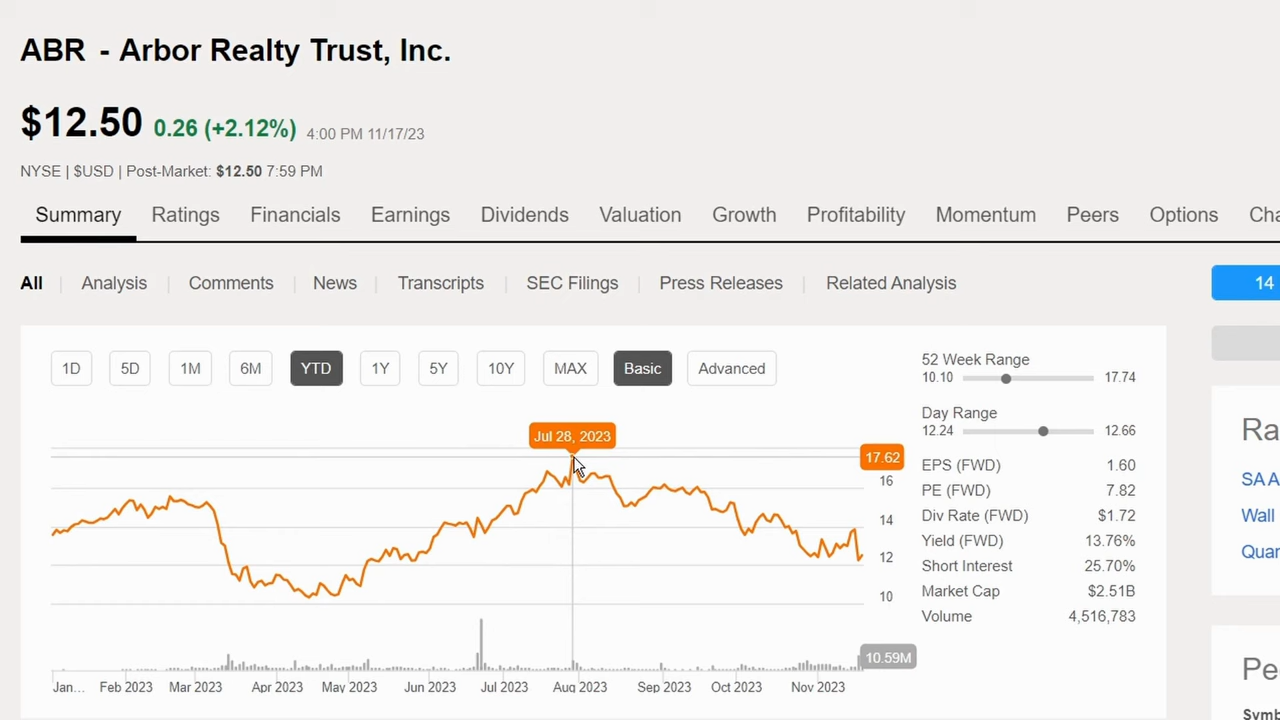 ABR - Arbor Realty Trust, Inc.
$12.50 0.26 (+2.12%) 4:00 PM 11/17/23
NYSE | $USD | Post-Market: $12.50 7:59 PM
Summary Ratings Financials Earnings Dividends Valuation Growth Profitability Momentum Peers Options Cha
All | Analysis | Comments | News | Transcripts | SEC Filings | Press Releases | Related Analysis
14
1D 5D 1M 6M YTD 1Y 5Y 10Y MAX Basic Advanced
Jul 28, 2023
17.62
16
14
12
10
10.59M
Jan... Feb 2023 Mar 2023 Apr 2023 May 2023 Jun 2023 Jul 2023 Aug 2023 Sep 2023 Oct 2023 Nov 2023
52 Week Range
10.10 17.74
Day Range
12.24 12.66
EPS (FWD) 1.60
PE (FWD) 7.82
Div Rate (FWD) $1.72
Yield (FWD) 13.76%
Short Interest 25.70%
Market Cap $2.51B
Volume 4,516,783
Ra
SA A
Wall
Quan
Pe
Symb